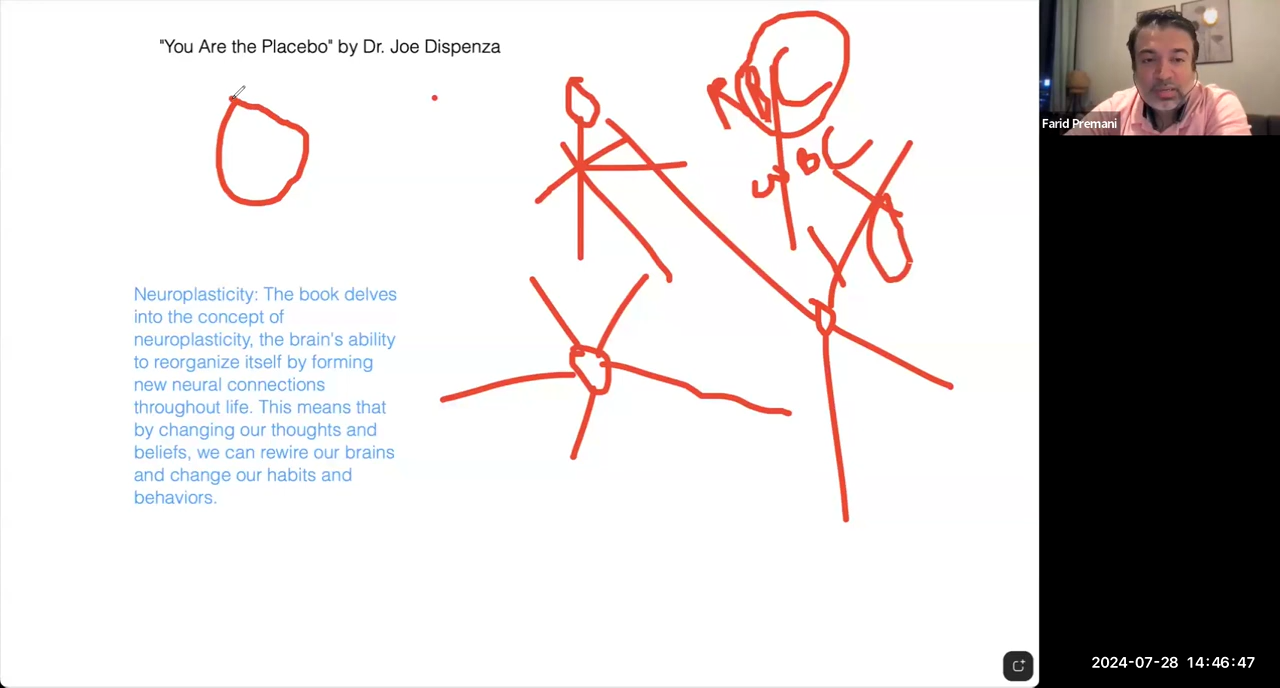 "You Are the Placebo" by Dr. Joe Dispenza
RBC
WBC
Neuroplasticity: The book delves
into the concept of
neuroplasticity, the brain's ability
to reorganize itself by forming
new neural connections
throughout life. This means that
by changing our thoughts and
beliefs, we can rewire our brains
and change our habits and
behaviors.
Farid Premani
2024-07-28 14:46:47